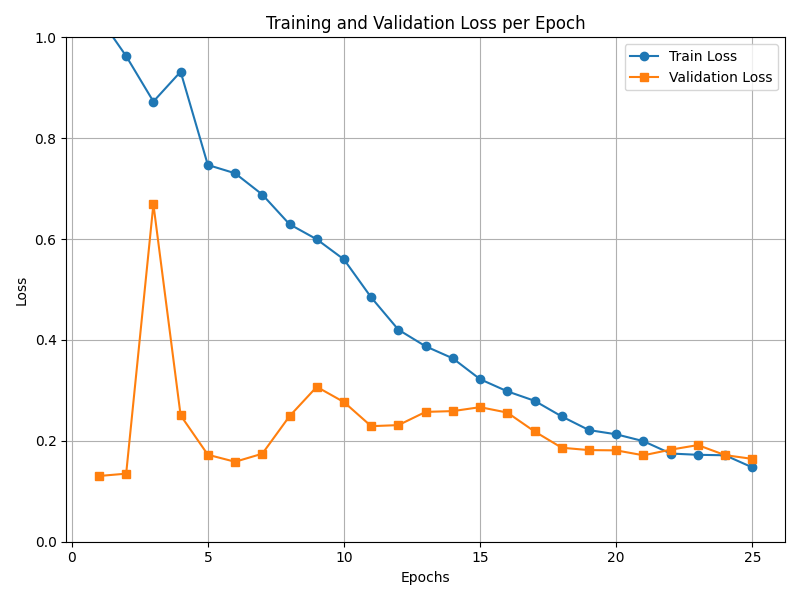 Training and Validation Loss per Epoch
Train Loss
Validation Loss
1.0
0.8
0.6
0.4
0.2
0.0
Loss
0 5 10 15 20 25
Epochs